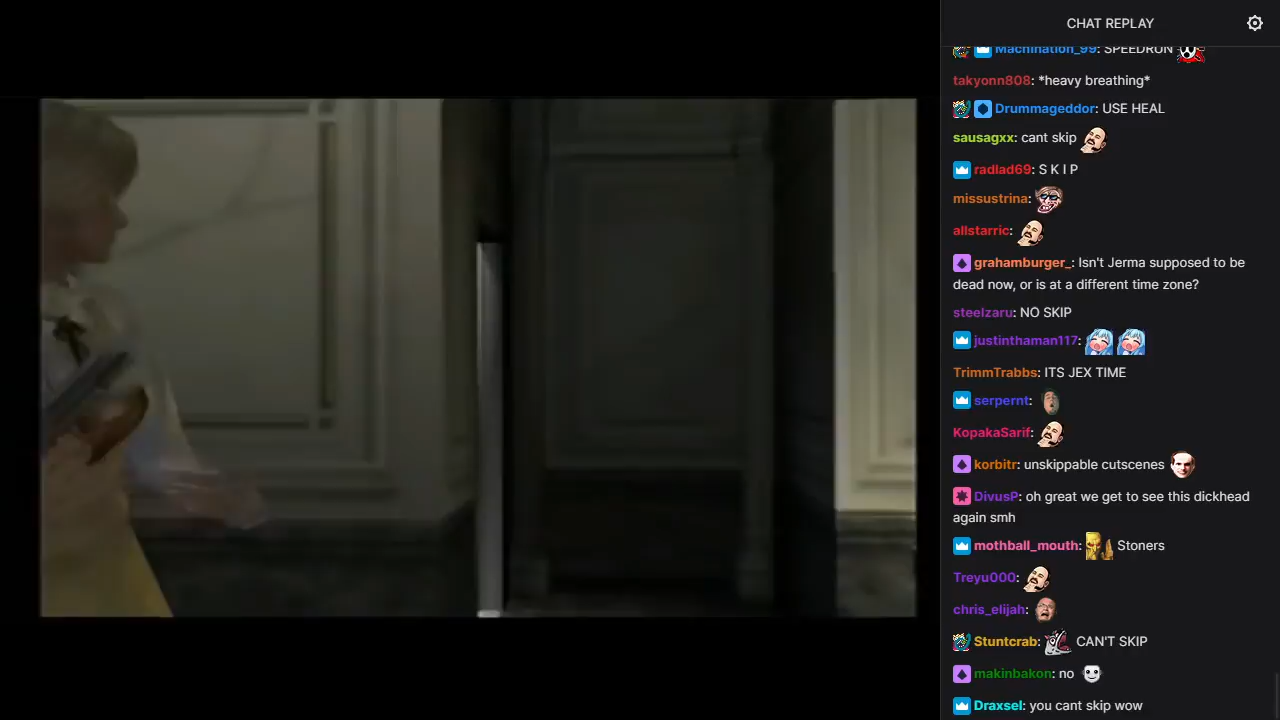 CHAT REPLAY
Machination_99: SPEEDRUN
takyonn808: *heavy breathing*
Drummageddor: USE HEAL
sausagxx: cant skip
radlad69: S K I P
missustrina:
allstarric:
grahamburger_: Isn't Jerma supposed to be
dead now, or is at a different time zone?
steelzaru: NO SKIP
justinthaman117:
TrimmTrabbs: ITS JEX TIME
serpernt:
KopakaSarif:
korbitr: unskippable cutscenes
DivusP: oh great we get to see this dickhead
again smh
mothball_mouth: Stoners
Treyu000:
chris_elijah:
Stuntcrab: CAN'T SKIP
makinbakon: no
Draxsel: you cant skip wow